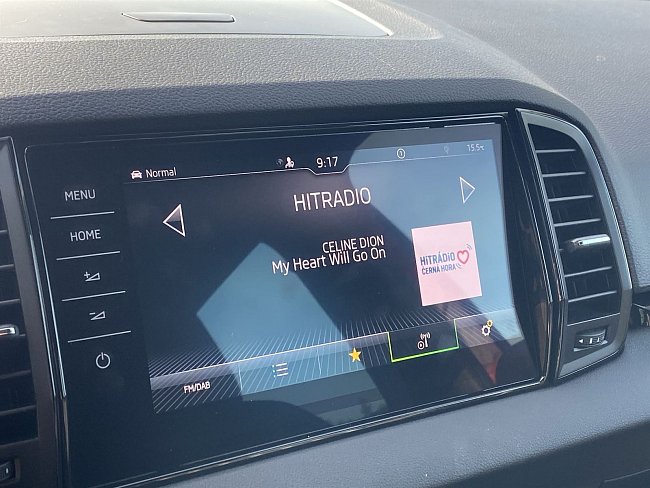 Normal
9:17
15.5°C
MENU
HOME
HITRADIO
CELINE DION
My Heart Will Go On
HITRÁDIO
ČERNÁ HORA
FM/DAB